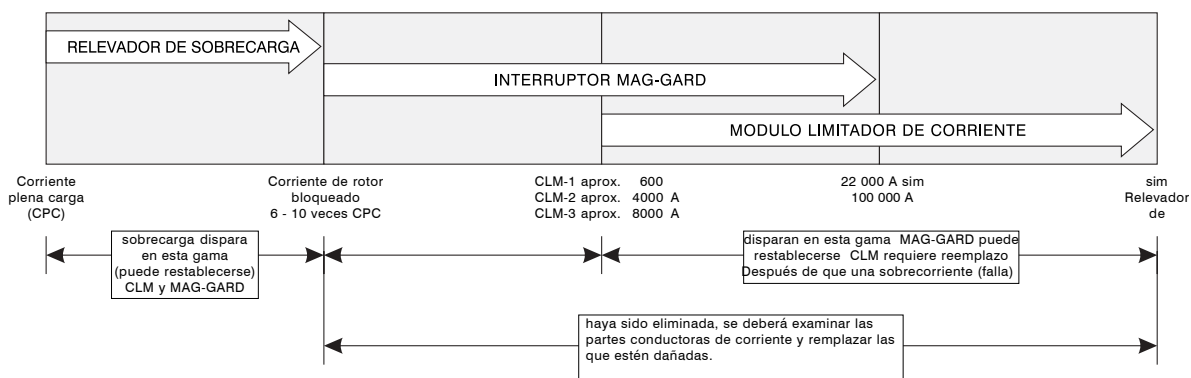 RELEVADOR DE SOBRECARGA
INTERRUPTOR MAG-GARD
MODULO LIMITADOR DE CORRIENTE
Corriente
plena carga
(CPC)
Corriente de rotor
bloqueado
6 - 10 veces CPC
CLM-1 aprox. 600
CLM-2 aprox. 4000 A
CLM-3 aprox. 8000 A
22 000 A sim
100 000 A
sim
Relevador
de
sobrecarga dispara
en esta gama
(puede restablecerse)
CLM y MAG-GARD
disparan en esta gama MAG-GARD puede
restablecerse CLM requiere reemplazo
Después de que una sobrecorriente (falla)
haya sido eliminada, se deberá examinar las
partes conductoras de corriente y remplazar las
que estén dañadas.